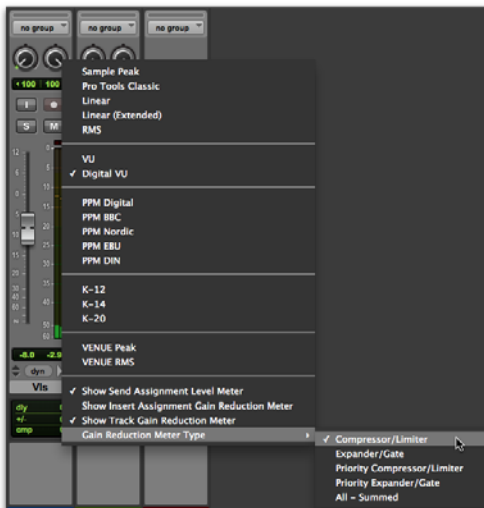 no group
no group
no group
100
100
S
M
Sample Peak
Pro Tools Classic
Linear
Linear (Extended)
RMS
VU
✓ Digital VU
PPM Digital
PPM BBC
PPM Nordic
PPM EBU
PPM DIN
K-12
K-14
K-20
VENUE Peak
VENUE RMS
✓ Show Send Assignment Level Meter
Show Insert Assignment Gain Reduction Meter
✓ Show Track Gain Reduction Meter
Gain Reduction Meter Type
✓ Compressor/Limiter
Expander/Gate
Priority Compressor/Limiter
Priority Expander/Gate
All - Summed
-8.0
dyn
Vls
dly
+/-
amp